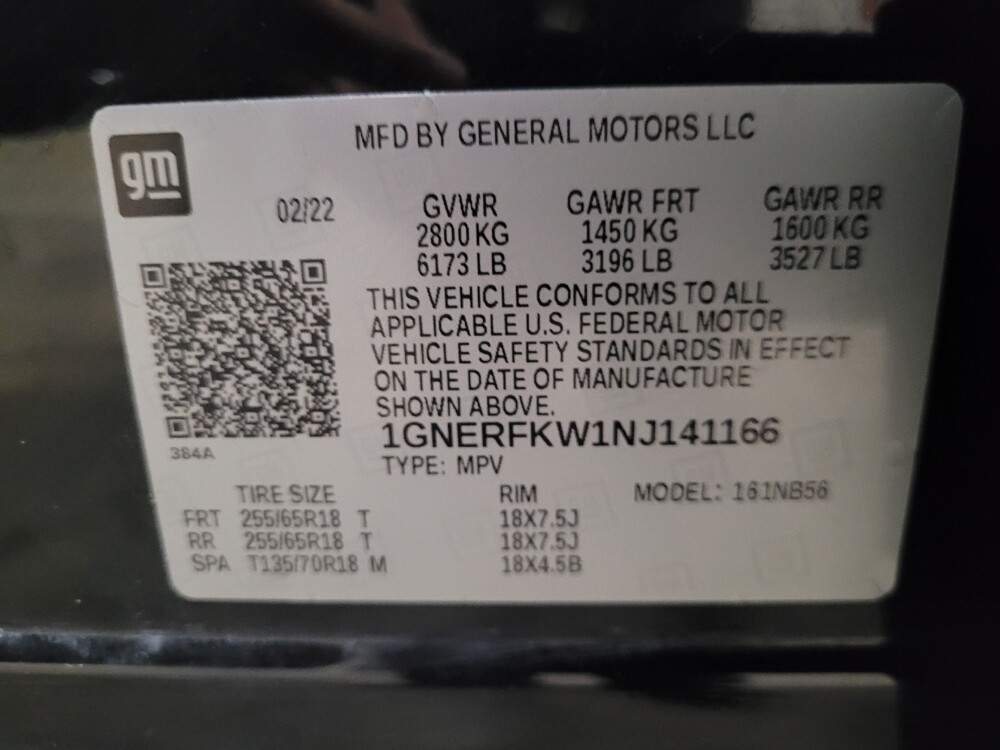 MFD BY GENERAL MOTORS LLC
gm
02/22 GVWR GAWR FRT GAWR RR
2800 KG 1450 KG 1600 KG
6173 LB 3196 LB 3527 LB
THIS VEHICLE CONFORMS TO ALL
APPLICABLE U.S. FEDERAL MOTOR
VEHICLE SAFETY STANDARDS IN EFFECT
ON THE DATE OF MANUFACTURE
SHOWN ABOVE.
1GNERFKW1NJ141166
384A
TYPE: MPV
TIRE SIZE RIM MODEL: 161NB56
FRT 255/65R18 T 18X7.5J
RR 255/65R18 T 18X7.5J
SPA T135/70R18 M 18X4.5B